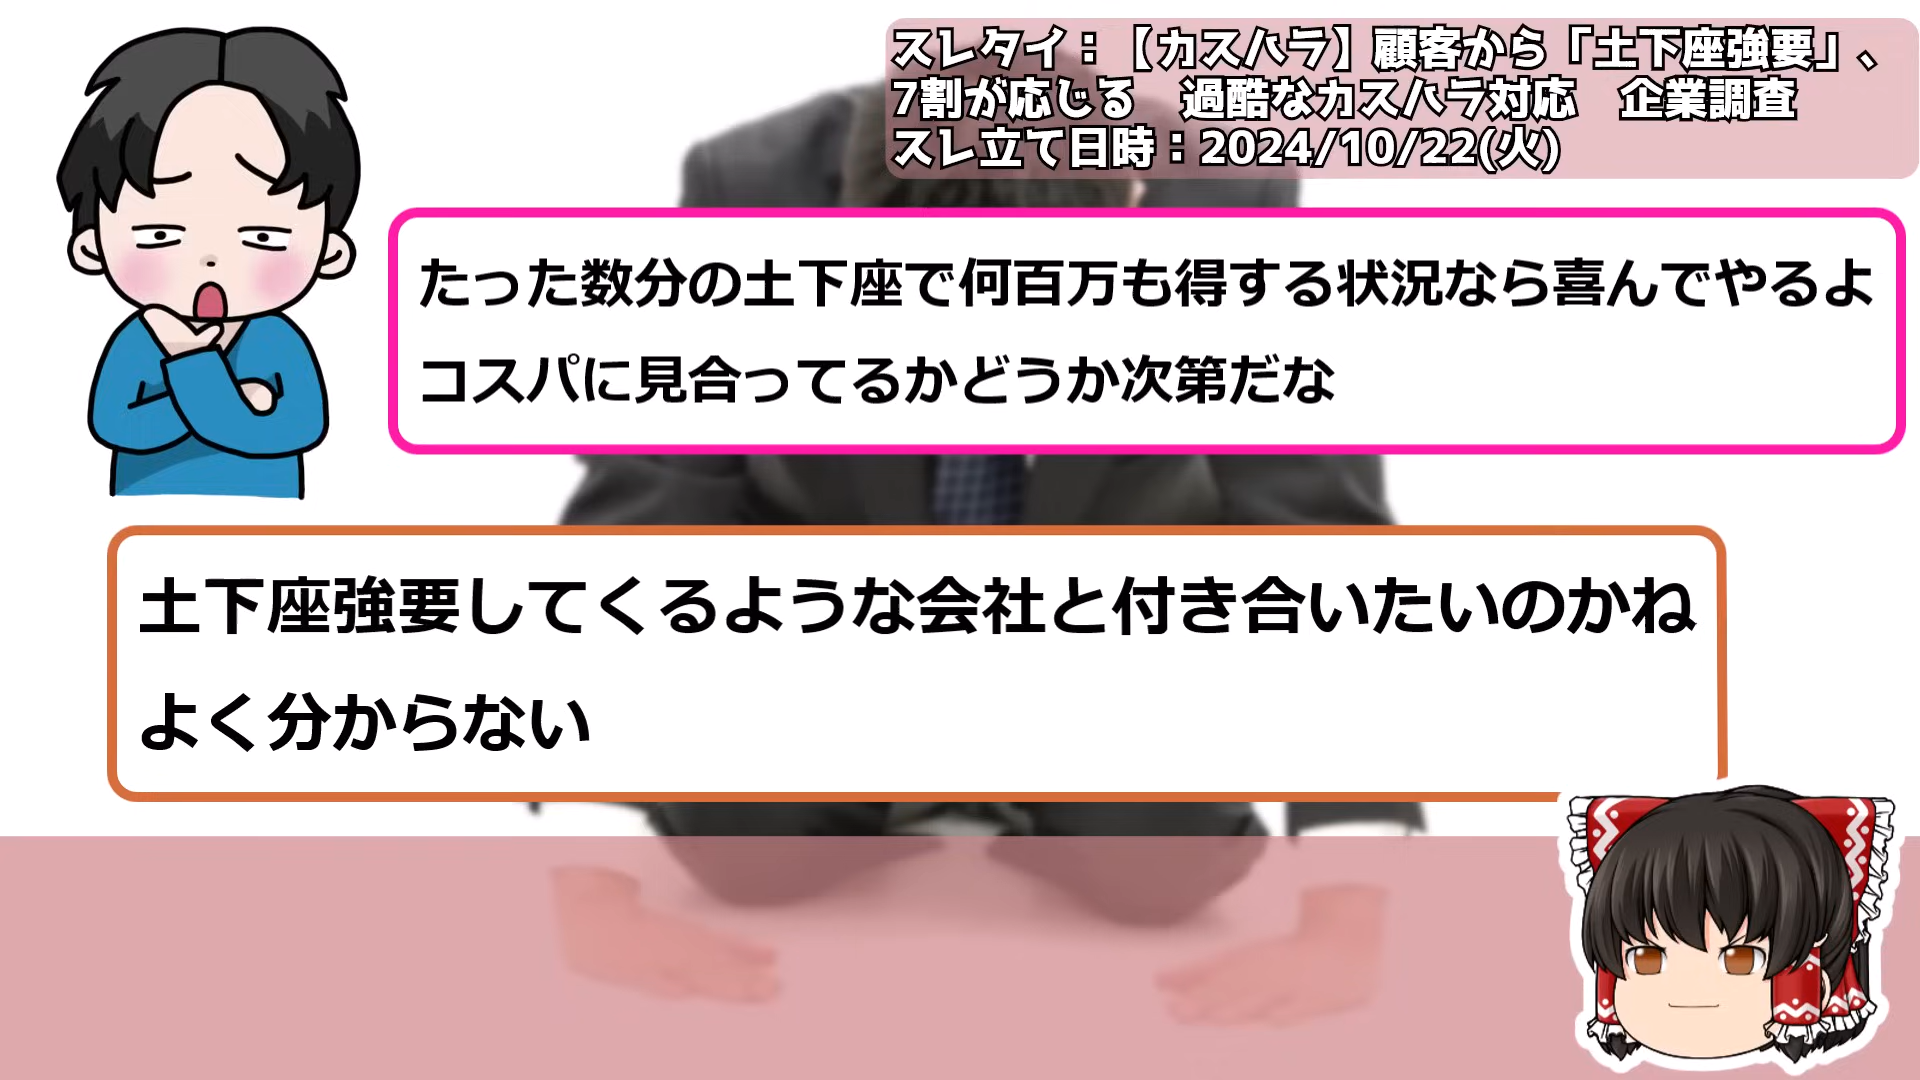 スレタイ：【カスハラ】顧客から「土下座強要」、
7割が応じる　過酷なカスハラ対応　企業調査
スレ立て日時：2024/10/22(火)
たった数分の土下座で何百万も得する状況なら喜んでやるよ
コスパに見合ってるかどうか次第だな
土下座強要してくるような会社と付き合いたいのかね
よく分からない